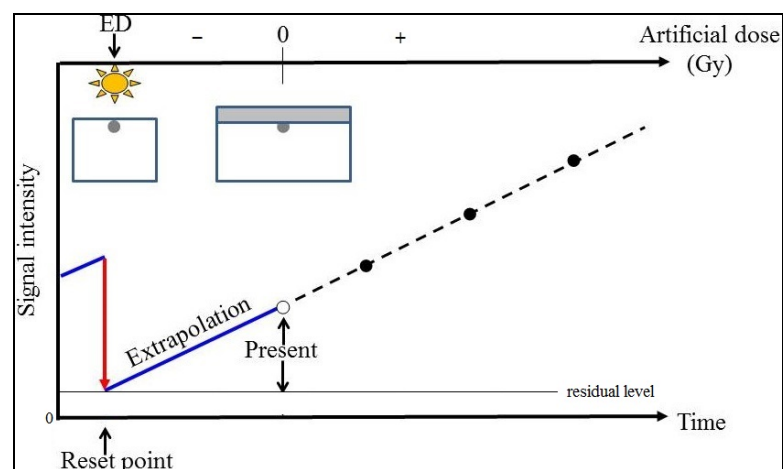 ED
− 0 + Artificial dose
(Gy)
Signal intensity
Extrapolation
Present
residual level
0
Time
Reset point